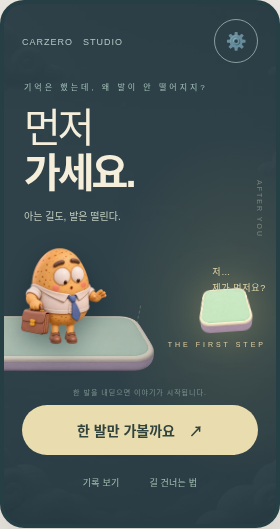 CARZERO STUDIO
기억은 했는데, 왜 발이 안 떨어지지?
먼저
가세요.
아는 길도, 발은 떨린다.
AFTER YOU
저...
제가 먼저요?
THE FIRST STEP
한 발을 내딛으면 이야기가 시작됩니다.
한 발만 가볼까요 ↗
기록 보기 길 건너는 법